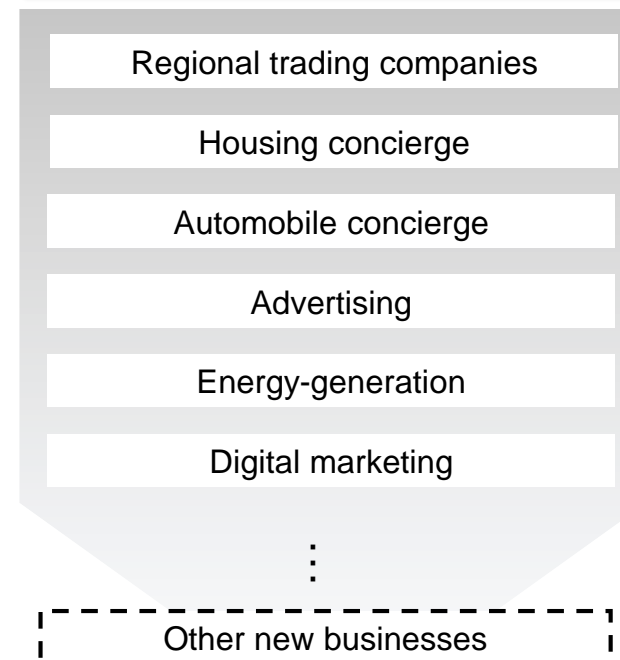 Regional trading companies
Housing concierge
Automobile concierge
Advertising
Energy-generation
Digital marketing
⋮
Other new businesses